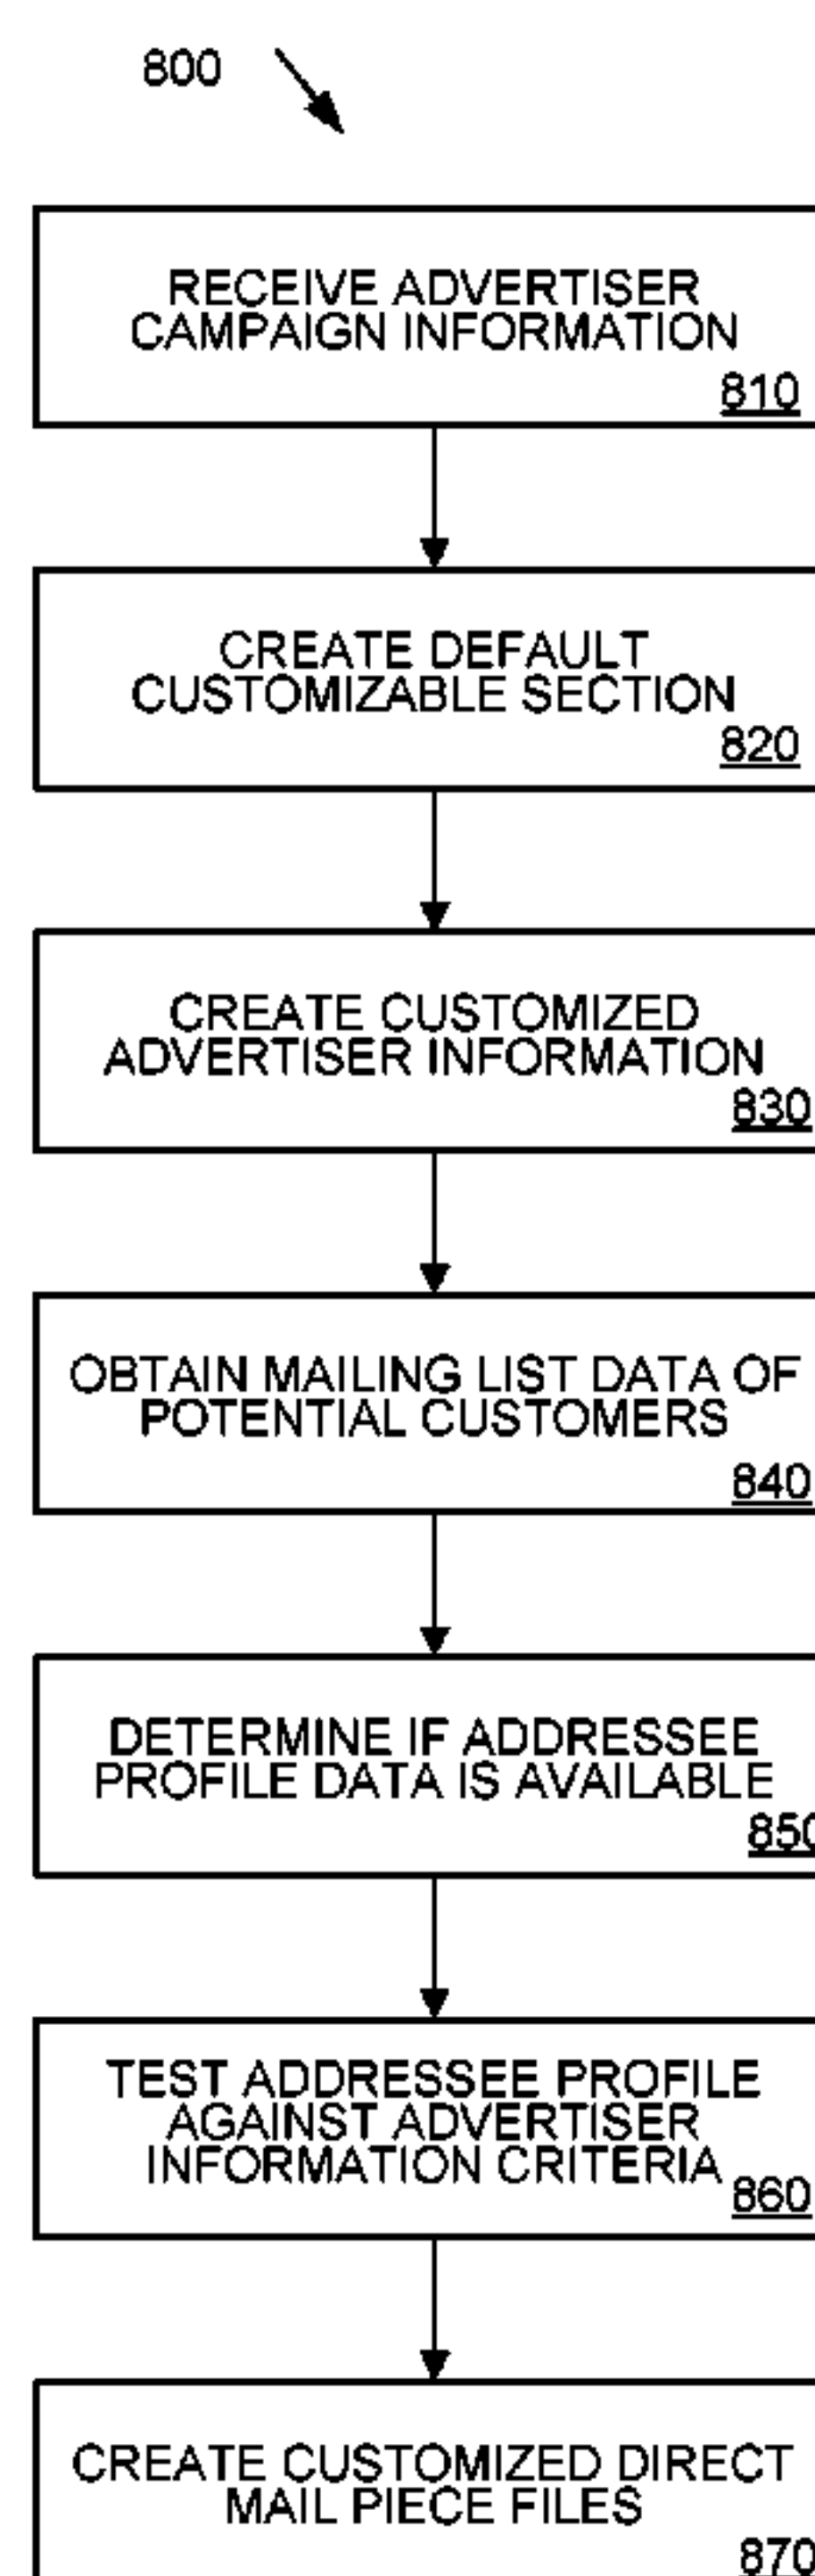 800
RECEIVE ADVERTISER
CAMPAIGN INFORMATION
810
CREATE DEFAULT
CUSTOMIZABLE SECTION
820
CREATE CUSTOMIZED
ADVERTISER INFORMATION
830
OBTAIN MAILING LIST DATA OF
POTENTIAL CUSTOMERS
840
DETERMINE IF ADDRESSEE
PROFILE DATA IS AVAILABLE
850
TEST ADDRESSEE PROFILE
AGAINST ADVERTISER
INFORMATION CRITERIA
860
CREATE CUSTOMIZED DIRECT
MAIL PIECE FILES
870